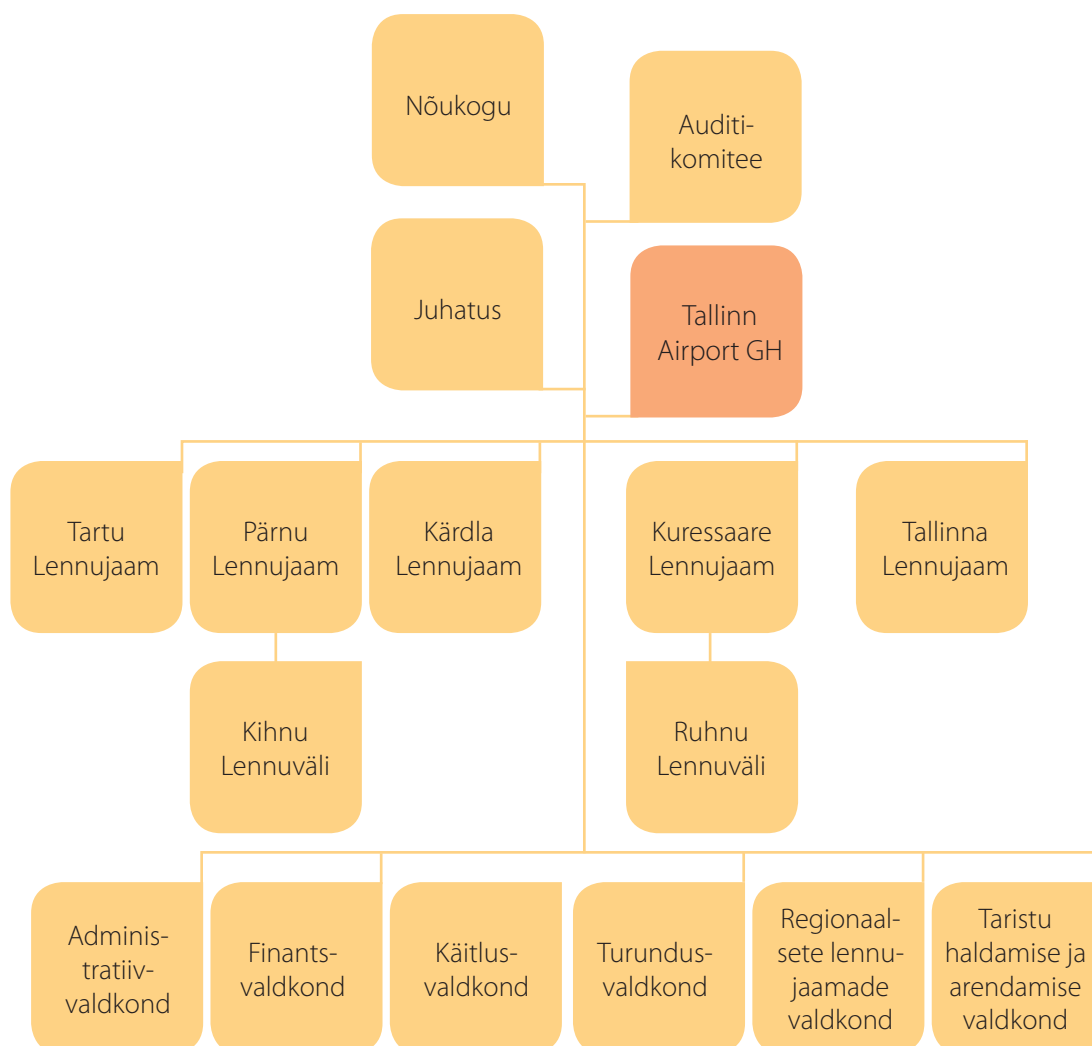 Nõukogu
Auditi-
komitee
Juhatus
Tallinn
Airport GH
Tartu
Lennujaam
Pärnu
Lennujaam
Kärdla
Lennujaam
Kuressaare
Lennujaam
Tallinna
Lennujaam
Kihnu
Lennuväli
Ruhnu
Lennuväli
Adminis-
tratiiv-
valdkond
Finants-
valdkond
Käitlus-
valdkond
Turundus-
valdkond
Regionaal-
sete lennu-
jaamade
valdkond
Taristu
haldamise ja
arendamise
valdkond